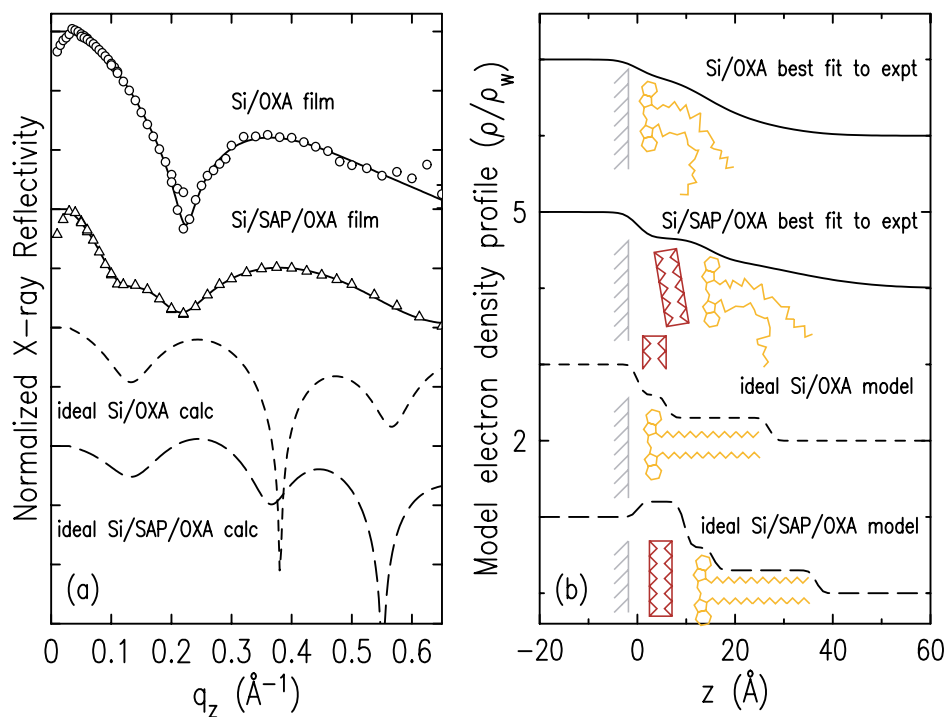 Normalized X-ray Reflectivity
Si/OXA film
Si/SAP/OXA film
ideal Si/OXA calc
ideal Si/SAP/OXA calc
(a)
0 0.1 0.2 0.3 0.4 0.5 0.6
q_z (Å⁻¹)
Model electron density profile (ρ/ρ_w)
Si/OXA best fit to expt
5
Si/SAP/OXA best fit to expt
ideal Si/OXA model
2
ideal Si/SAP/OXA model
(b)
-20 0 20 40 60
z (Å)